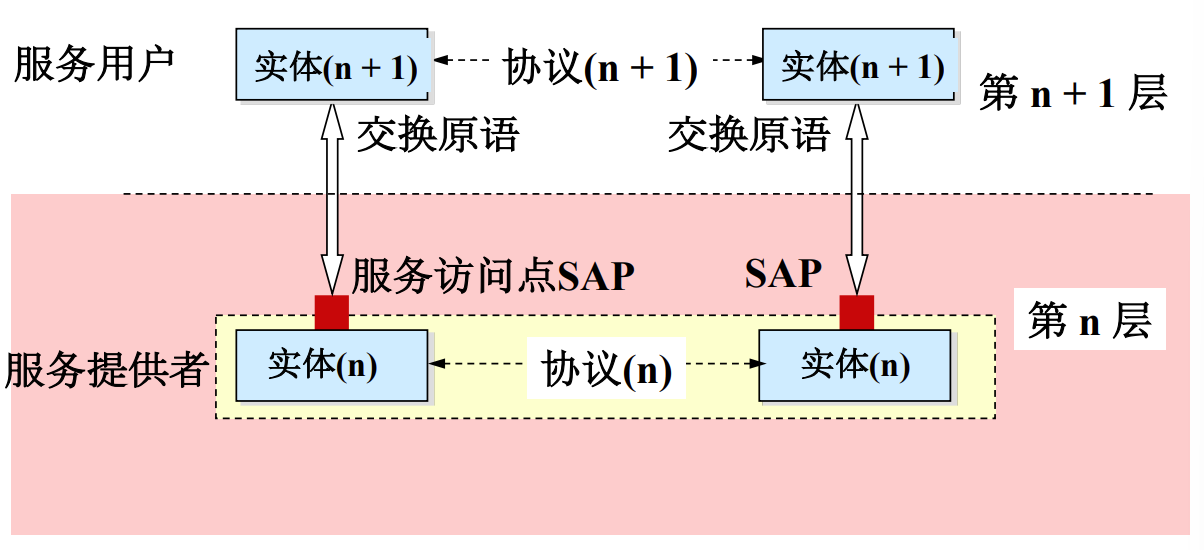 服务用户
实体(n + 1)
协议(n + 1)
实体(n + 1)
第 n + 1 层
交换原语
交换原语
服务访问点SAP
SAP
第 n 层
服务提供者
实体(n)
协议(n)
实体(n)